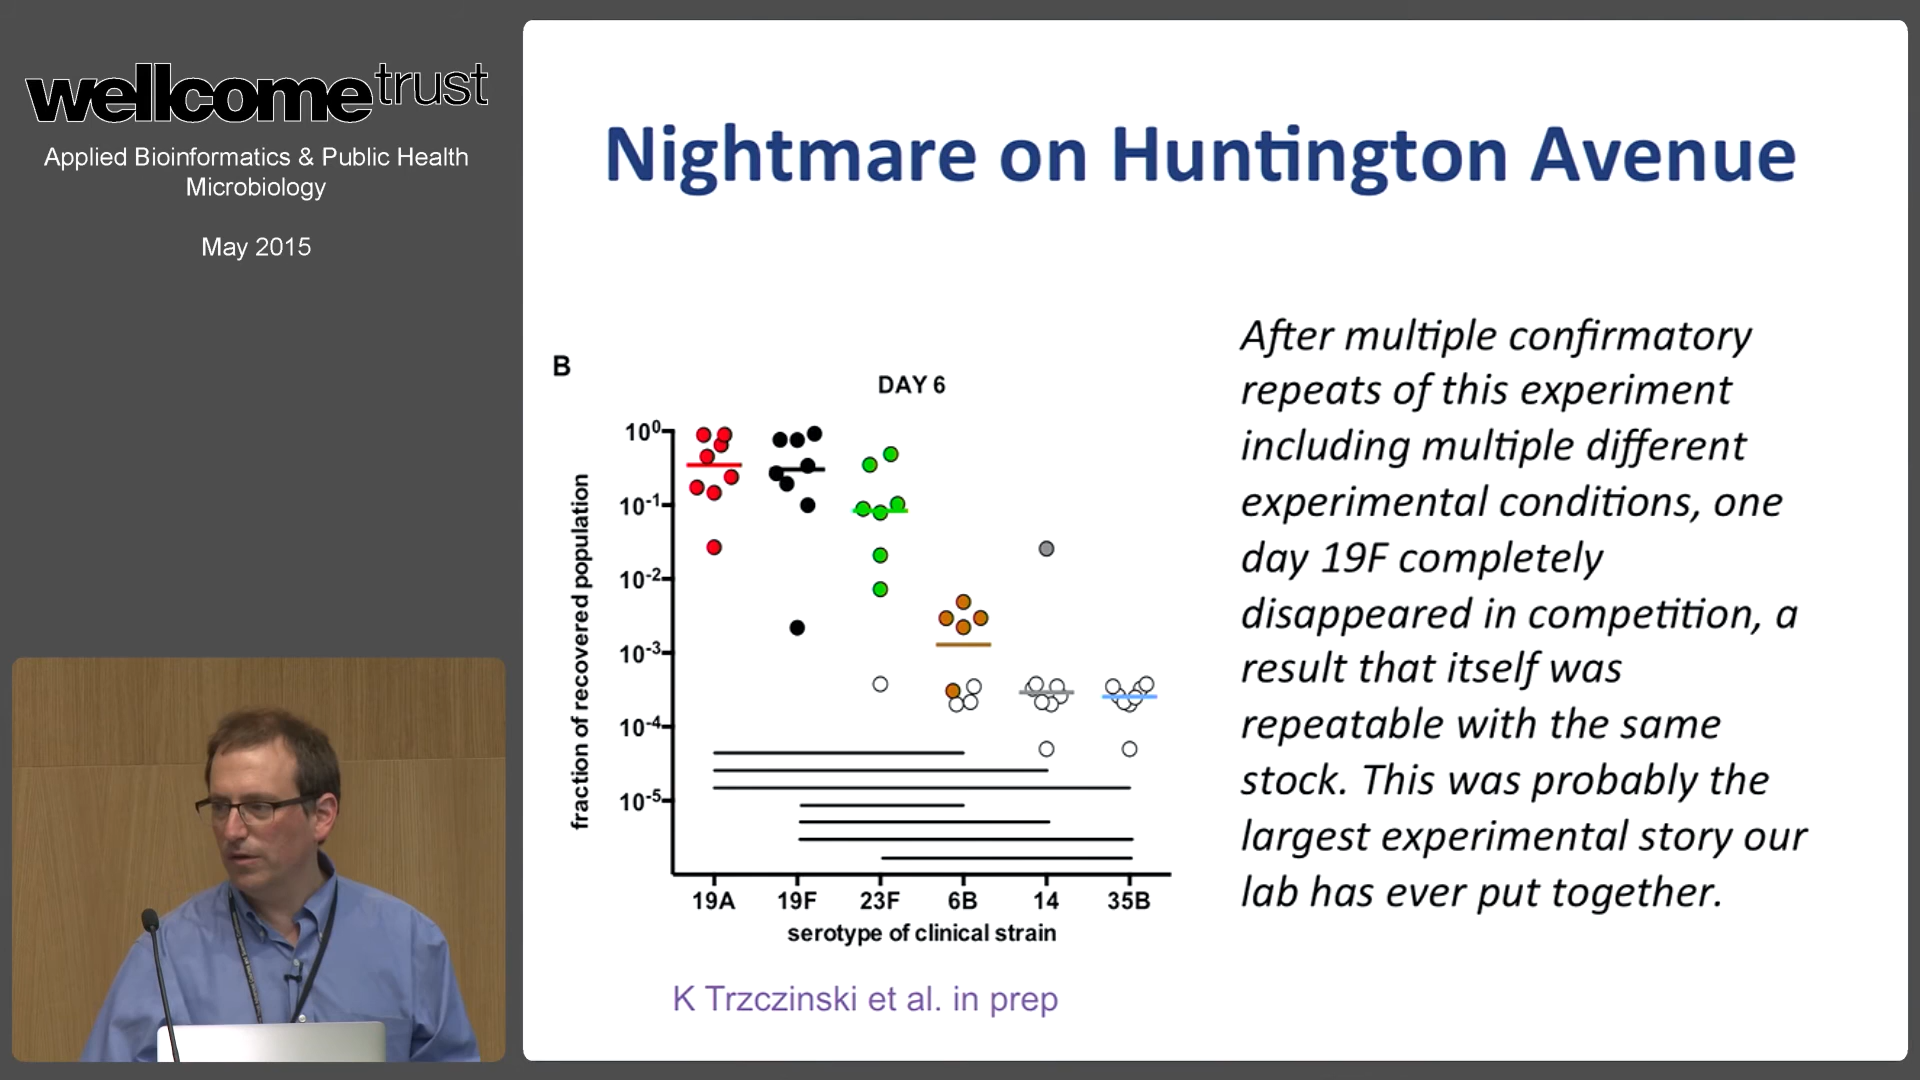 wellcometrust
Applied Bioinformatics & Public Health
Microbiology
May 2015
Nightmare on Huntington Avenue
B
DAY 6
fraction of recovered population
10^0
10^-1
10^-2
10^-3
10^-4
10^-5
19A 19F 23F 6B 14 35B
serotype of clinical strain
K Trzczinski et al. in prep
After multiple confirmatory
repeats of this experiment
including multiple different
experimental conditions, one
day 19F completely
disappeared in competition, a
result that itself was
repeatable with the same
stock. This was probably the
largest experimental story our
lab has ever put together.